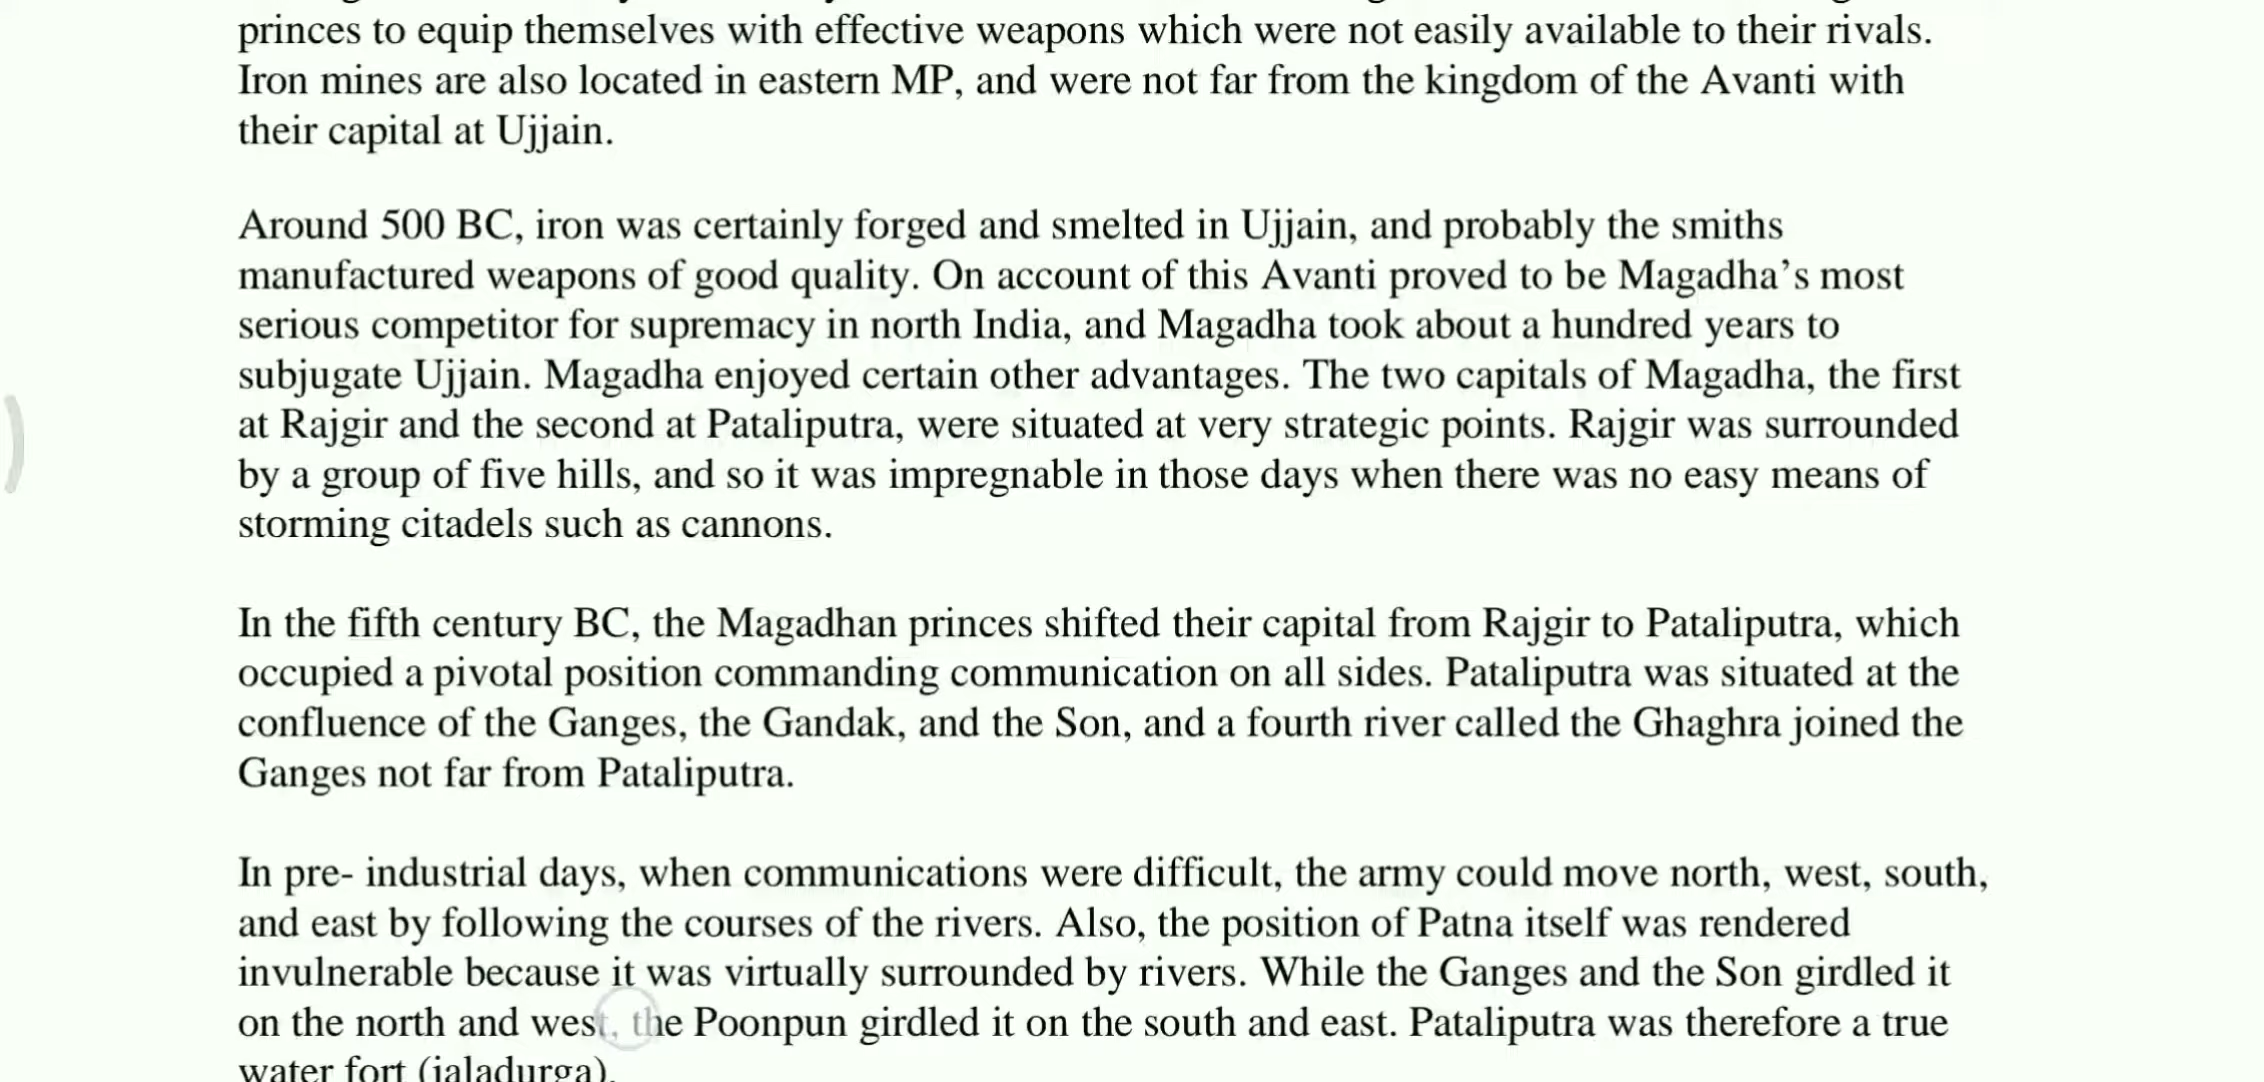 princes to equip themselves with effective weapons which were not easily available to their rivals.
Iron mines are also located in eastern MP, and were not far from the kingdom of the Avanti with
their capital at Ujjain.
Around 500 BC, iron was certainly forged and smelted in Ujjain, and probably the smiths
manufactured weapons of good quality. On account of this Avanti proved to be Magadha’s most
serious competitor for supremacy in north India, and Magadha took about a hundred years to
subjugate Ujjain. Magadha enjoyed certain other advantages. The two capitals of Magadha, the first
at Rajgir and the second at Pataliputra, were situated at very strategic points. Rajgir was surrounded
by a group of five hills, and so it was impregnable in those days when there was no easy means of
storming citadels such as cannons.
In the fifth century BC, the Magadhan princes shifted their capital from Rajgir to Pataliputra, which
occupied a pivotal position commanding communication on all sides. Pataliputra was situated at the
confluence of the Ganges, the Gandak, and the Son, and a fourth river called the Ghaghra joined the
Ganges not far from Pataliputra.
In pre- industrial days, when communications were difficult, the army could move north, west, south,
and east by following the courses of the rivers. Also, the position of Patna itself was rendered
invulnerable because it was virtually surrounded by rivers. While the Ganges and the Son girdled it
on the north and west, the Poonpun girdled it on the south and east. Pataliputra was therefore a true
water fort (jaladurga).